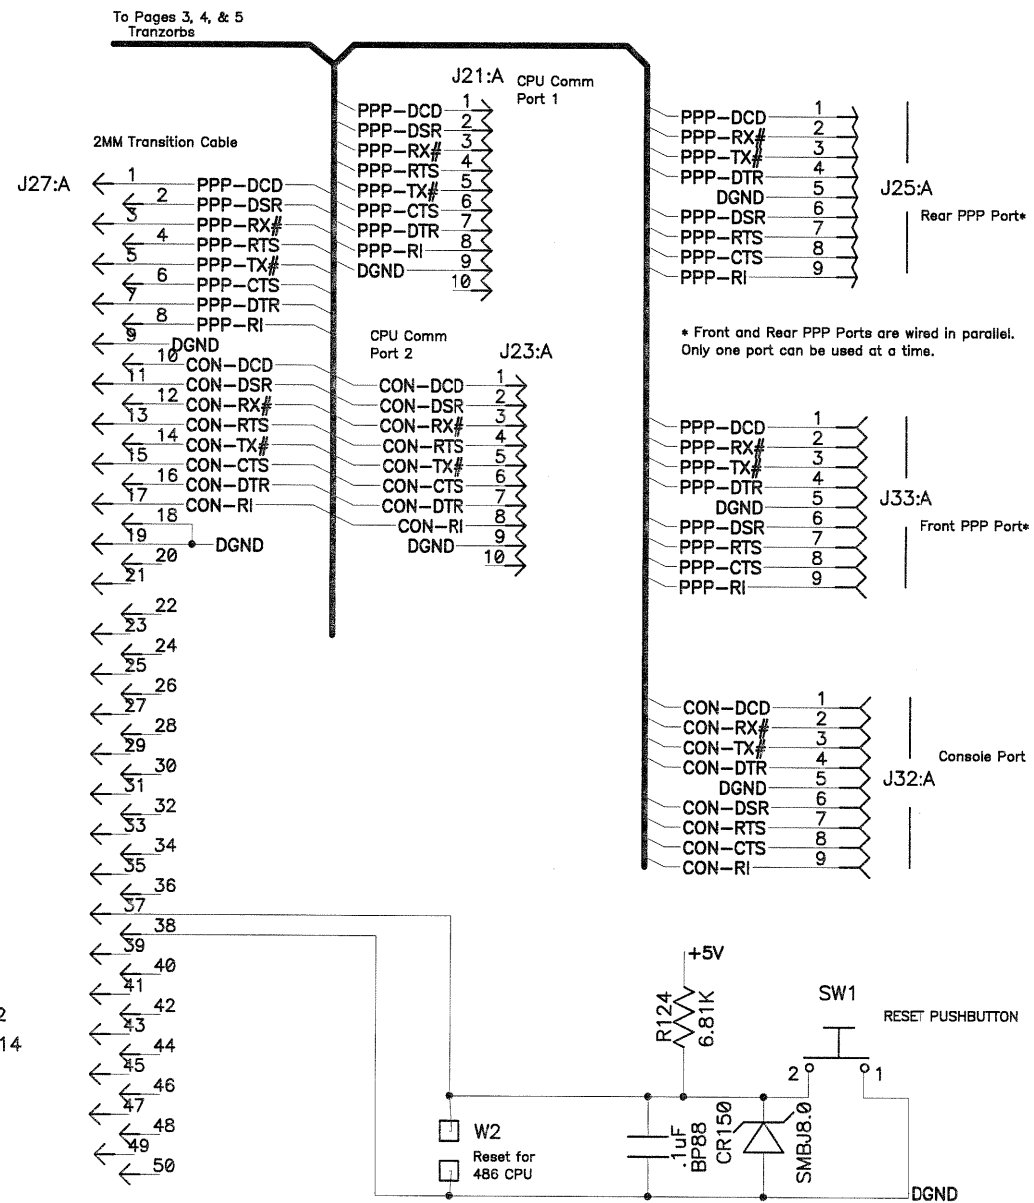 To Pages 3, 4, & 5
Tranzorbs
2MM Transition Cable
J27:A
1 PPP-DCD
2 PPP-DSR
3 PPP-RX#
4 PPP-RTS
5 PPP-TX#
6 PPP-CTS
7 PPP-DTR
8 PPP-RI
9 DGND
10 CON-DCD
11 CON-DSR
12 CON-RX#
13 CON-RTS
14 CON-TX#
15 CON-CTS
16 CON-DTR
17 CON-RI
18
19 DGND
20
21
22
23
24
25
26
27
28
29
30
31
32
33
34
35
36
37
38
39
40
41
42
43
44
45
46
47
48
49
50
2
14
J21:A CPU Comm
Port 1
PPP-DCD 1
PPP-DSR 2
PPP-RX# 3
PPP-RTS 4
PPP-TX# 5
PPP-CTS 6
PPP-DTR 7
PPP-RI 8
DGND 9
10
CPU Comm
Port 2
J23:A
CON-DCD 1
CON-DSR 2
CON-RX# 3
CON-RTS 4
CON-TX# 5
CON-CTS 6
CON-DTR 7
CON-RI 8
DGND 9
10
PPP-DCD 1
PPP-RX# 2
PPP-TX# 3
PPP-DTR 4
DGND 5
PPP-DSR 6
PPP-RTS 7
PPP-CTS 8
PPP-RI 9
J25:A
Rear PPP Port*
* Front and Rear PPP Ports are wired in parallel.
Only one port can be used at a time.
PPP-DCD 1
PPP-RX# 2
PPP-TX# 3
PPP-DTR 4
DGND 5
PPP-DSR 6
PPP-RTS 7
PPP-CTS 8
PPP-RI 9
J33:A
Front PPP Port*
CON-DCD 1
CON-RX# 2
CON-TX# 3
CON-DTR 4
DGND 5
CON-DSR 6
CON-RTS 7
CON-CTS 8
CON-RI 9
Console Port
J32:A
+5V
R124
6.81K
SW1
RESET PUSHBUTTON
2 1
W2
Reset for
486 CPU
.1uF
BP88
CR150
SMBJ8.0
DGND